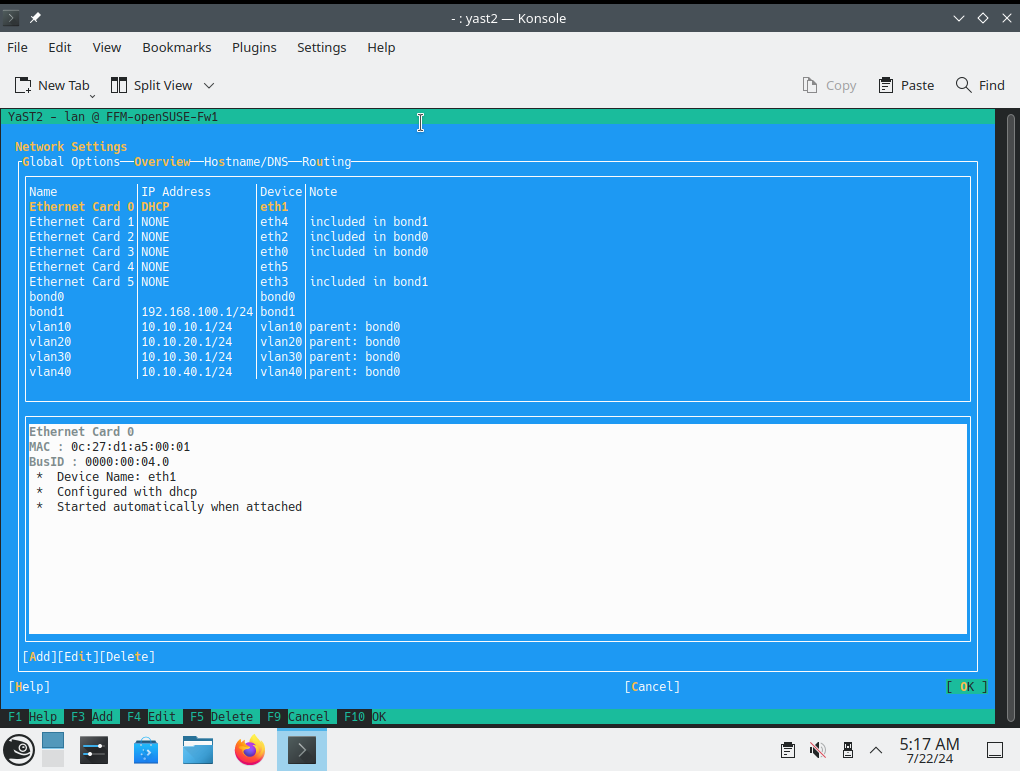 - : yast2 — Konsole
File Edit View Bookmarks Plugins Settings Help
New Tab Split View Copy Paste Find
YaST2 - lan @ FFM-openSUSE-Fw1
Network Settings
Global Options Overview Hostname/DNS Routing
Name IP Address Device Note
Ethernet Card 0 DHCP eth1
Ethernet Card 1 NONE eth4 included in bond1
Ethernet Card 2 NONE eth2 included in bond0
Ethernet Card 3 NONE eth0 included in bond0
Ethernet Card 4 NONE eth5
Ethernet Card 5 NONE eth3 included in bond1
bond0 bond0
bond1 192.168.100.1/24 bond1
vlan10 10.10.10.1/24 vlan10 parent: bond0
vlan20 10.10.20.1/24 vlan20 parent: bond0
vlan30 10.10.30.1/24 vlan30 parent: bond0
vlan40 10.10.40.1/24 vlan40 parent: bond0
Ethernet Card 0
MAC : 0c:27:d1:a5:00:01
BusID : 0000:00:04.0
* Device Name: eth1
* Configured with dhcp
* Started automatically when attached
[Add][Edit][Delete]
[Help] [Cancel] [ OK ]
F1 Help F3 Add F4 Edit F5 Delete F9 Cancel F10 OK
5:17 AM
7/22/24